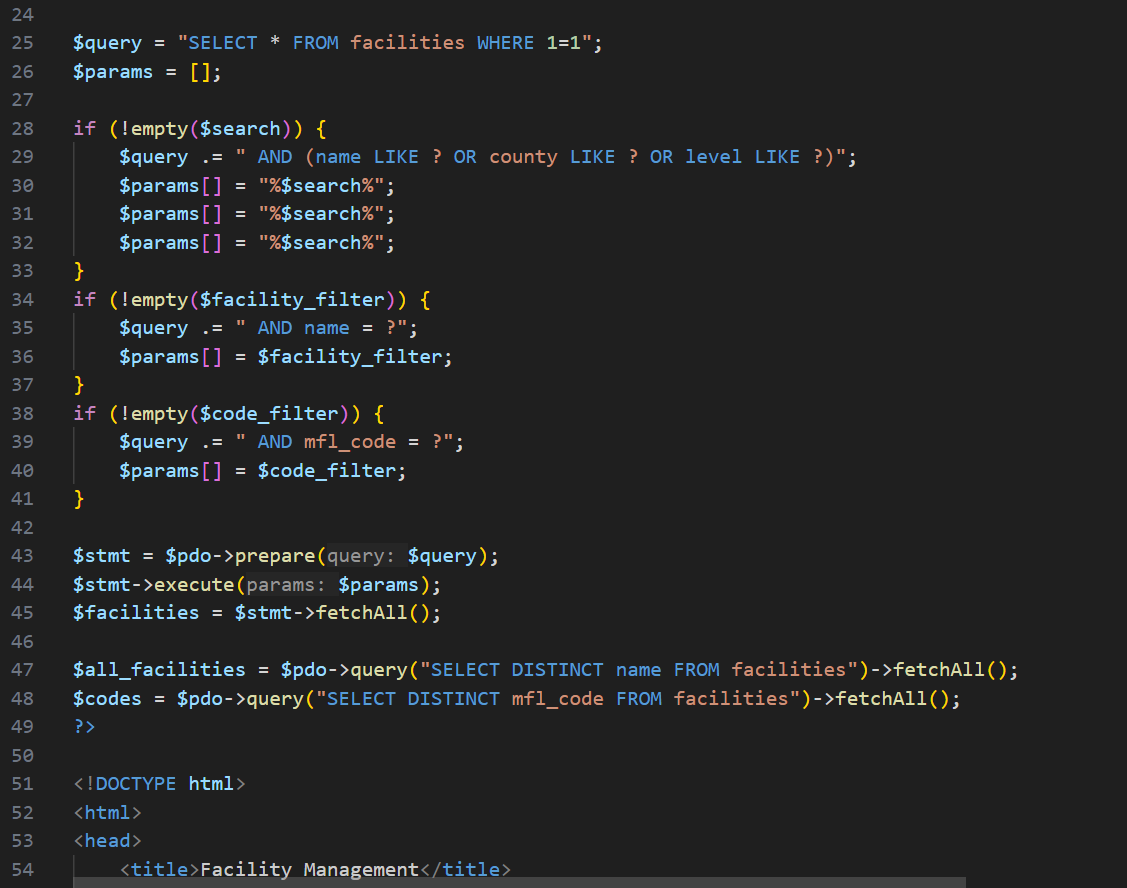 24
25 $query = "SELECT * FROM facilities WHERE 1=1";
26 $params = [];
27
28 if (!empty($search)) {
29     $query .= " AND (name LIKE ? OR county LIKE ? OR level LIKE ?)";
30     $params[] = "%$search%";
31     $params[] = "%$search%";
32     $params[] = "%$search%";
33 }
34 if (!empty($facility_filter)) {
35     $query .= " AND name = ?";
36     $params[] = $facility_filter;
37 }
38 if (!empty($code_filter)) {
39     $query .= " AND mfl_code = ?";
40     $params[] = $code_filter;
41 }
42
43 $stmt = $pdo->prepare(query: $query);
44 $stmt->execute(params: $params);
45 $facilities = $stmt->fetchAll();
46
47 $all_facilities = $pdo->query("SELECT DISTINCT name FROM facilities")->fetchAll();
48 $codes = $pdo->query("SELECT DISTINCT mfl_code FROM facilities")->fetchAll();
49 ?>
50
51 <!DOCTYPE html>
52 <html>
53 <head>
54     <title>Facility Management</title>